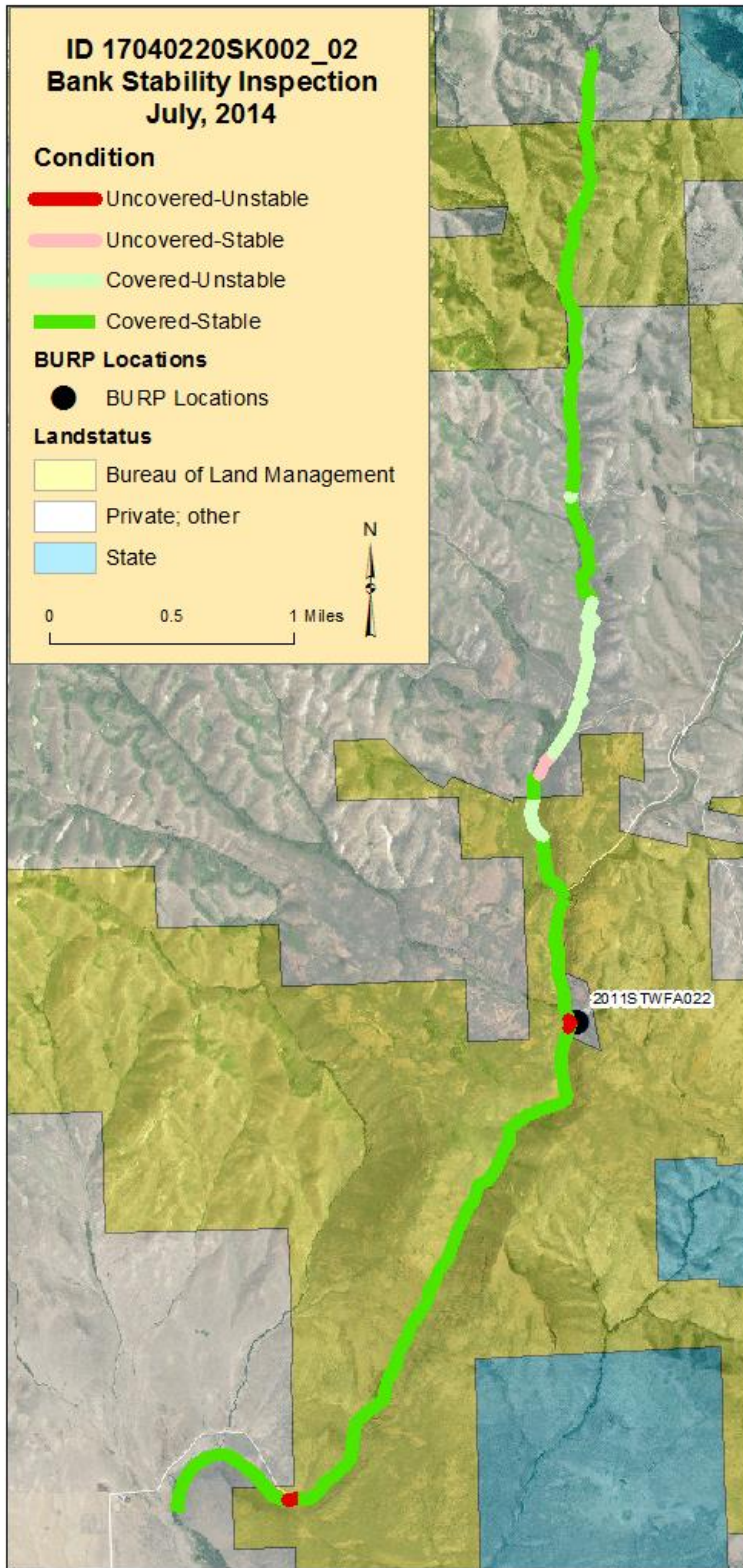 ID 17040220SK002_02
Bank Stability Inspection
July, 2014
Condition
Uncovered-Unstable
Uncovered-Stable
Covered-Unstable
Covered-Stable
BURP Locations
BURP Locations
Landstatus
Bureau of Land Management
Private; other
State
N
0 0.5 1 Miles
2011STWFA022